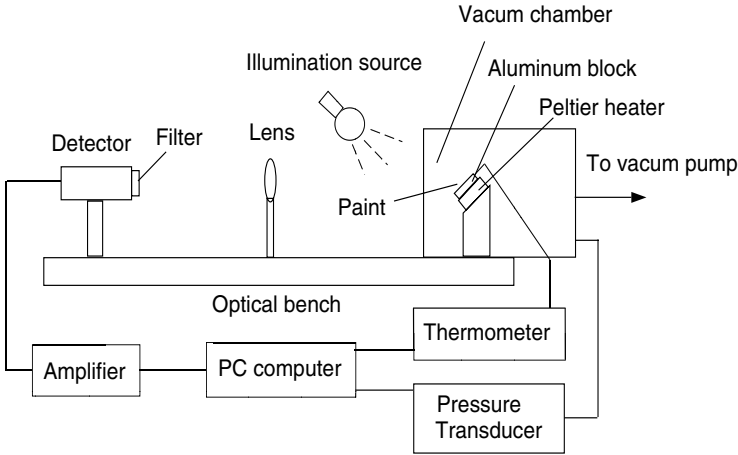 Vacum chamber
Illumination source
Aluminum block
Peltier heater
Detector
Filter
Lens
To vacum pump
Paint
Optical bench
Thermometer
Amplifier
PC computer
Pressure
Transducer